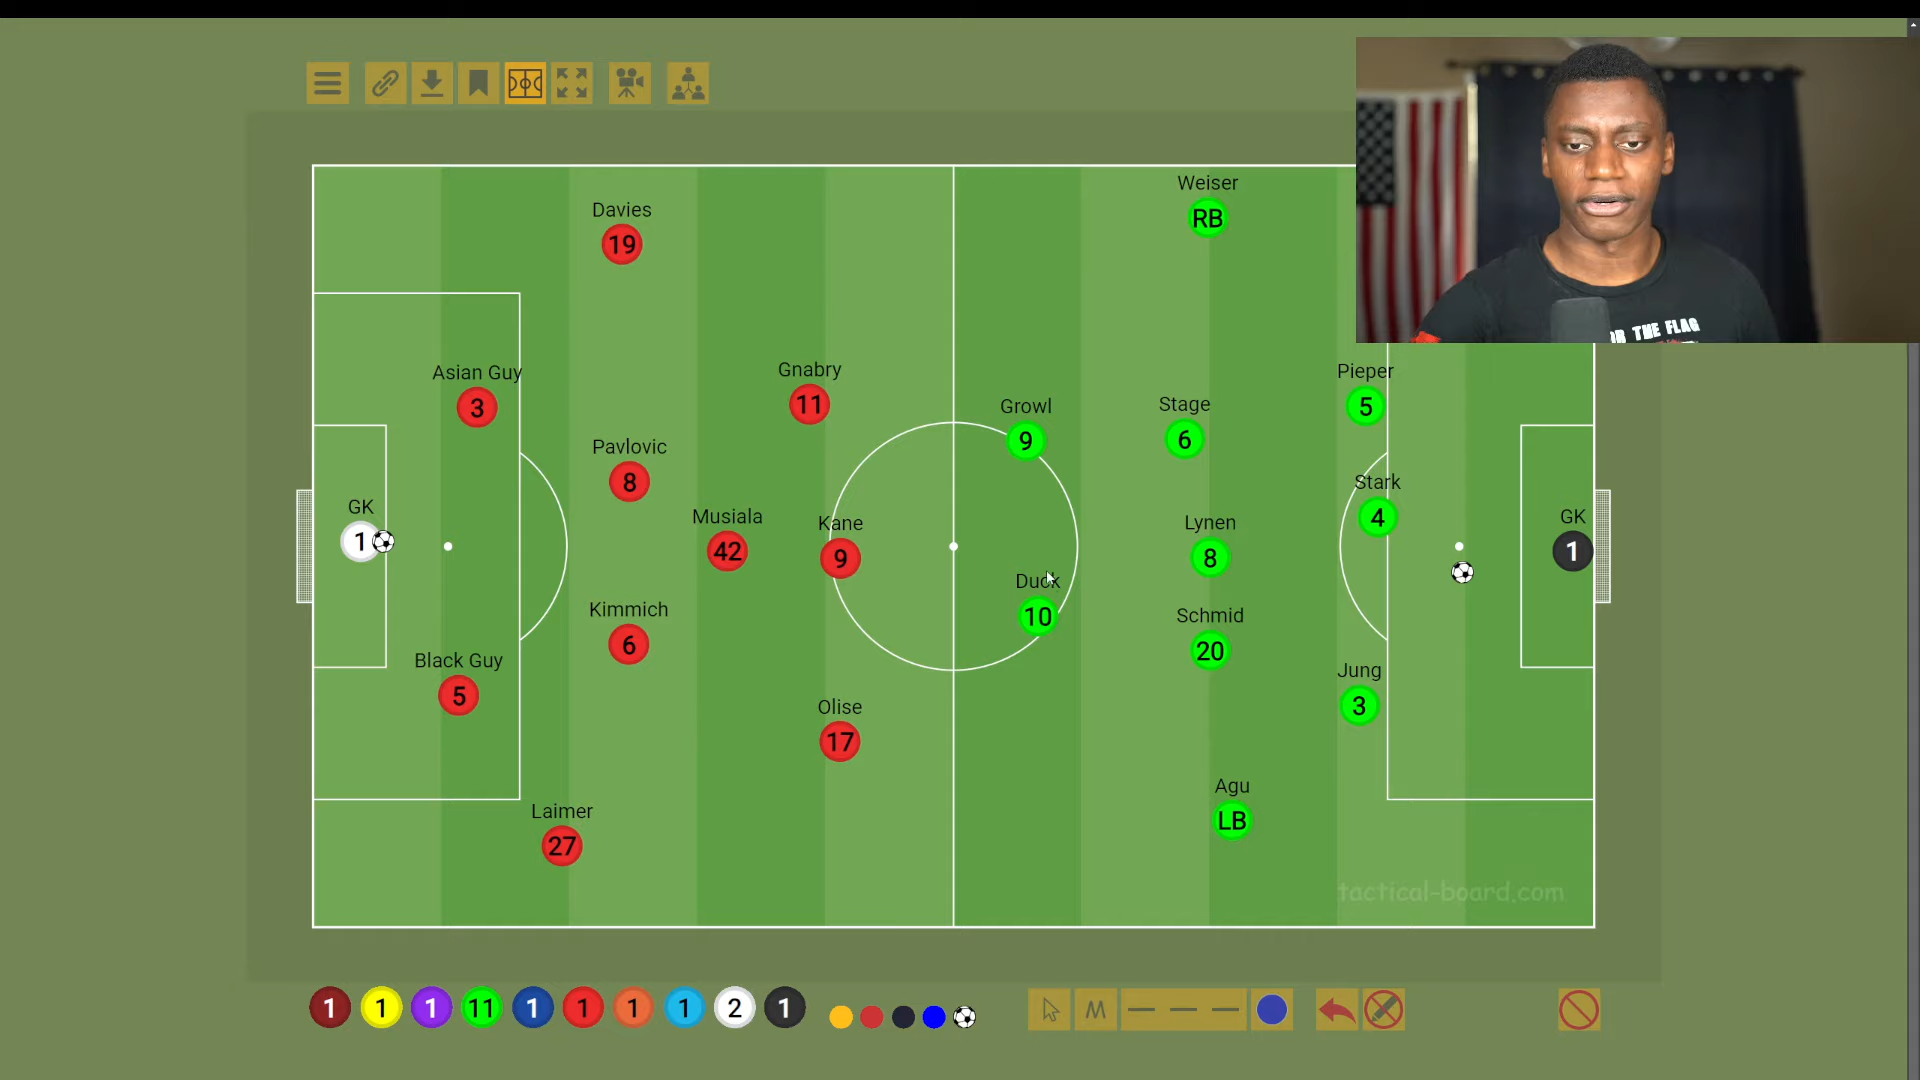 Weiser
RB
Davies
19
Asian Guy
3
Gnabry
11
Pieper
5
Growl
9
Stage
6
Pavlovic
8
Stark
4
GK
1
Musiala
42
Kane
9
Lynen
8
GK
1
Duck
10
Kimmich
6
Schmid
20
Black Guy
5
Jung
3
Olise
17
Agu
LB
Laimer
27
tactical-board.com
1 1 1 11 1 1 1 1 2 1
M
THE FLAG